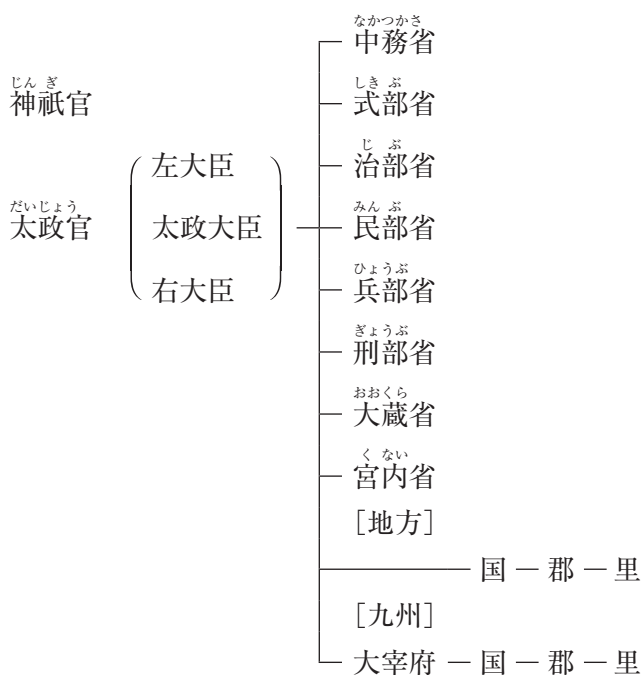 神祇官
じんぎ
太政官
だいじょう
左大臣
太政大臣
右大臣
中務省
なかつかさ
式部省
しきぶ
治部省
じぶ
民部省
みんぶ
兵部省
ひょうぶ
刑部省
ぎょうぶ
大蔵省
おおくら
宮内省
くない
［地方］
国 ― 郡 ― 里
［九州］
大宰府 ― 国 ― 郡 ― 里